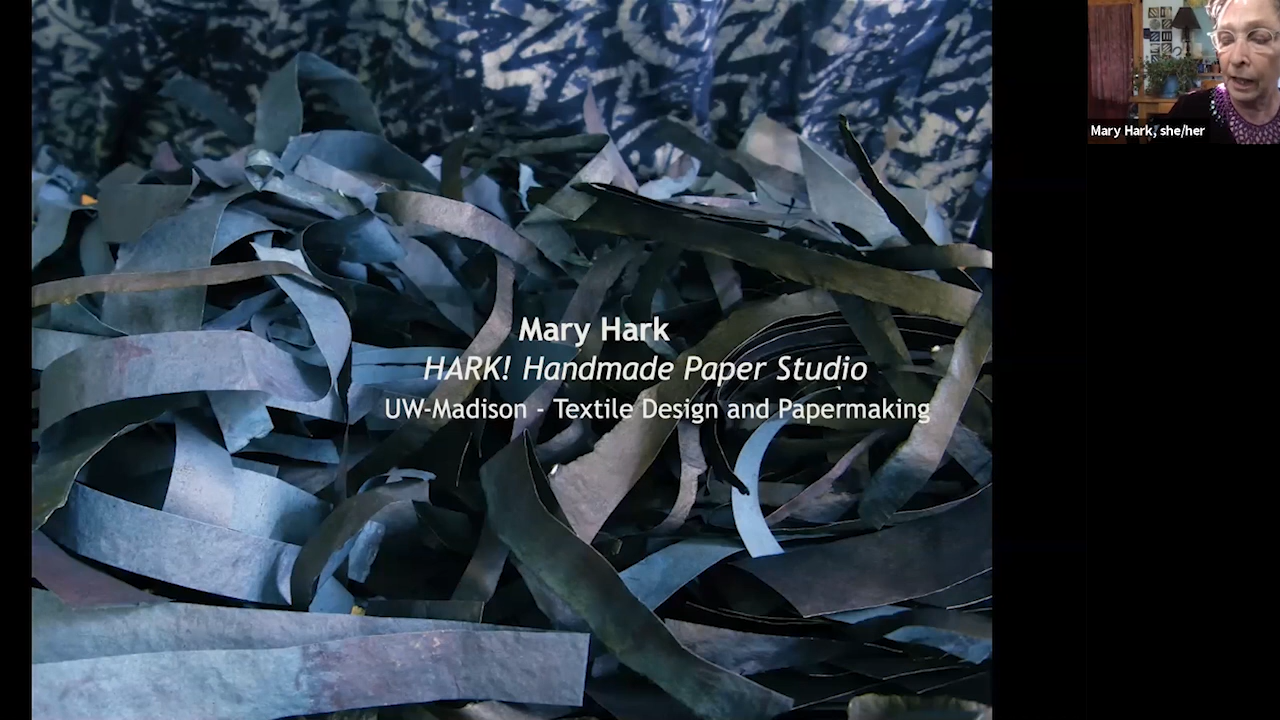 Mary Hark
HARK! Handmade Paper Studio
UW-Madison - Textile Design and Papermaking
Mary Hark, she/her